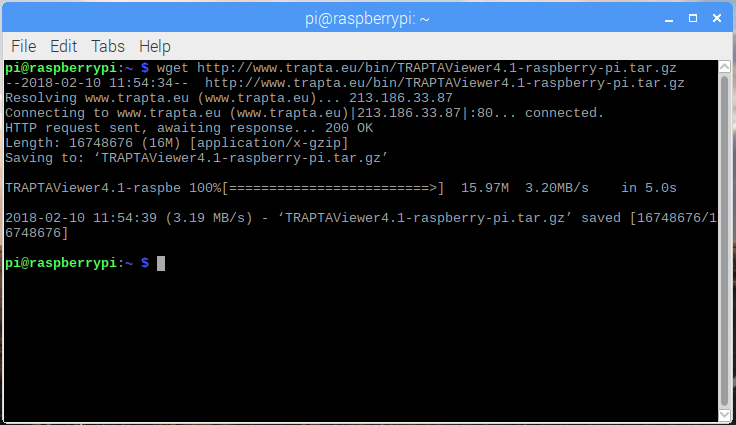 pi@raspberrypi: ~
File Edit Tabs Help
pi@raspberrypi:~ $ wget http://www.trapta.eu/bin/TRAPTAViewer4.1-raspberry-pi.tar.gz
--2018-02-10 11:54:34--  http://www.trapta.eu/bin/TRAPTAViewer4.1-raspberry-pi.tar.gz
Resolving www.trapta.eu (www.trapta.eu)... 213.186.33.87
Connecting to www.trapta.eu (www.trapta.eu)|213.186.33.87|:80... connected.
HTTP request sent, awaiting response... 200 OK
Length: 16748676 (16M) [application/x-gzip]
Saving to: ‘TRAPTAViewer4.1-raspberry-pi.tar.gz’
TRAPTAViewer4.1-raspbe 100%[=========================>]  15.97M  3.20MB/s    in 5.0s
2018-02-10 11:54:39 (3.19 MB/s) - ‘TRAPTAViewer4.1-raspberry-pi.tar.gz’ saved [16748676/1
6748676]
pi@raspberrypi:~ $